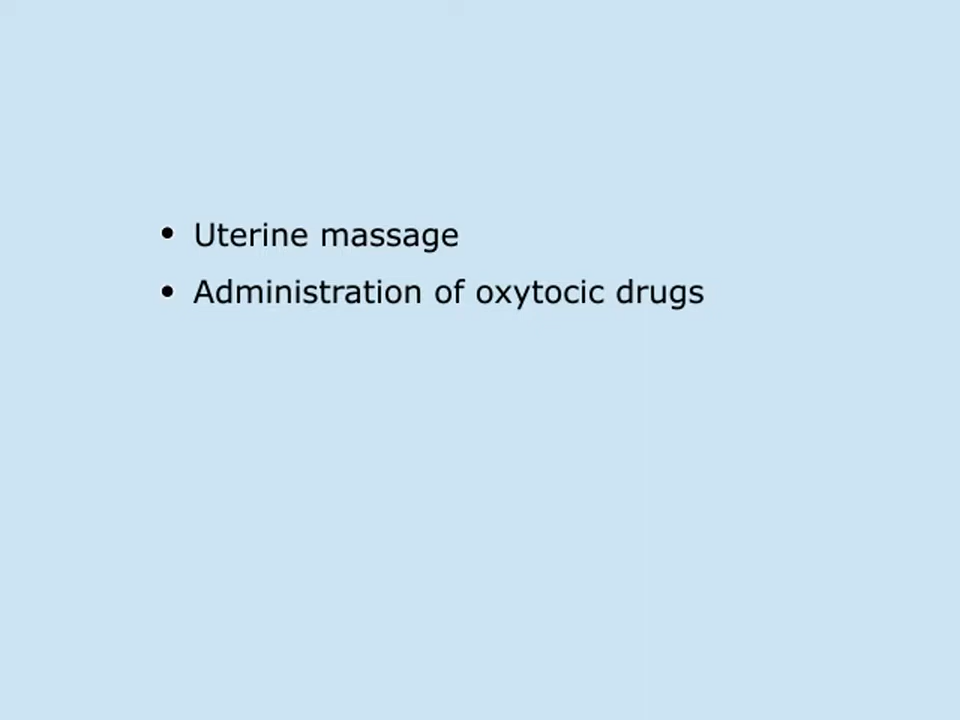 • Uterine massage
• Administration of oxytocic drugs